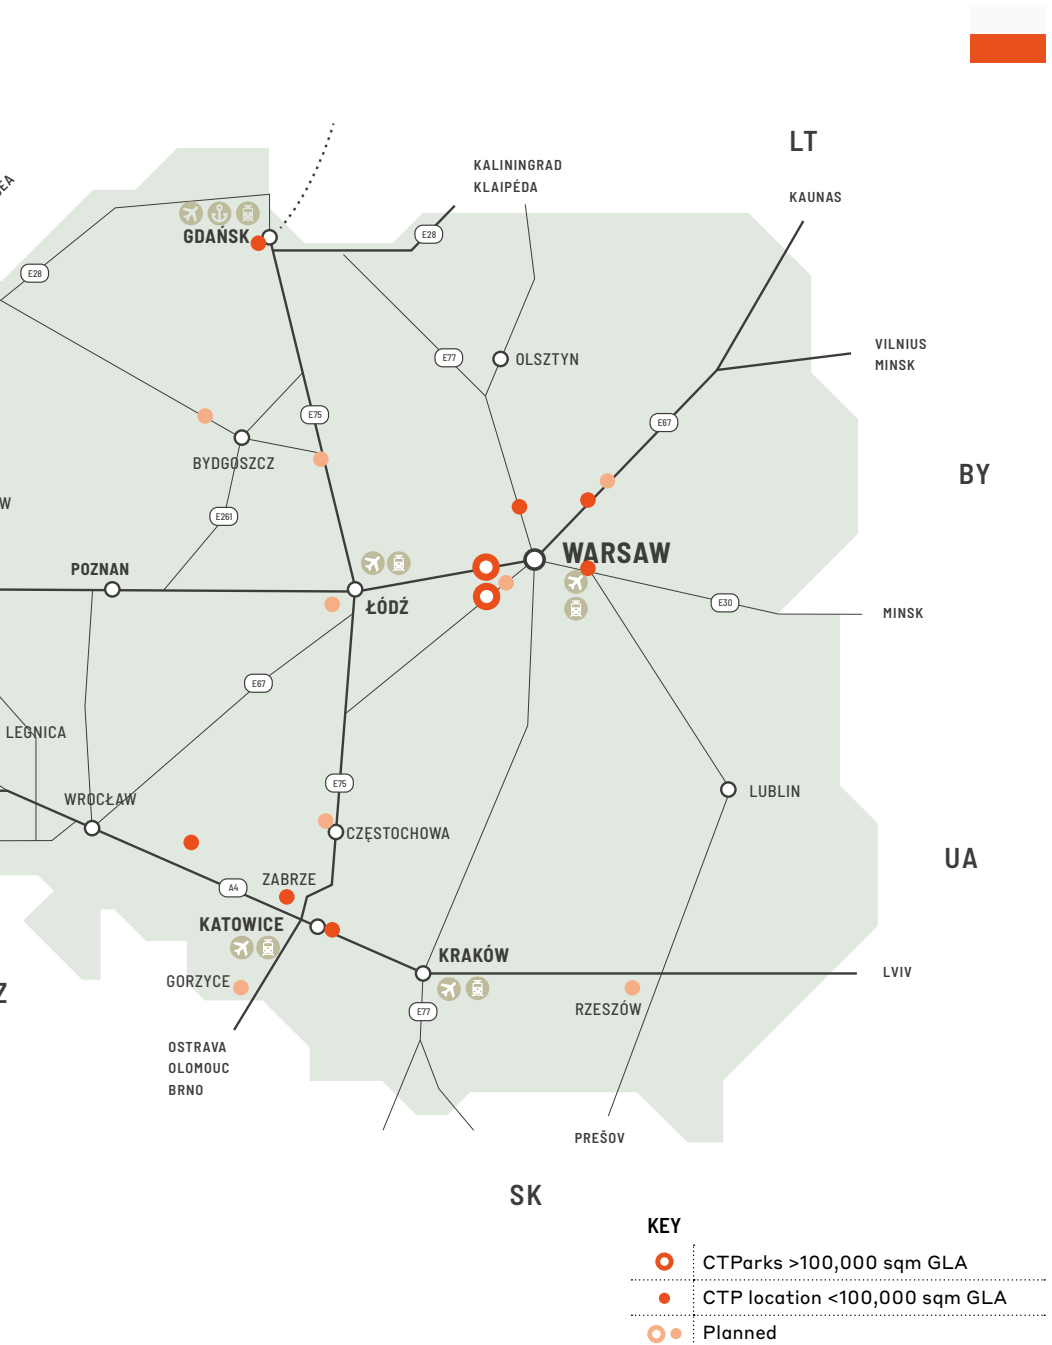 LT
KALININGRAD
KLAIPĖDA
KAUNAS
GDAŃSK
E28
E28
VILNIUS
MINSK
E77
OLSZTYN
E75
E67
BYDGOSZCZ
BY
W
E261
WARSAW
POZNAN
ŁÓDŹ
E30
MINSK
E67
LEGNICA
E75
WROCŁAW
LUBLIN
CZĘSTOCHOWA
UA
ZABRZE
A4
KATOWICE
KRAKÓW
LVIV
GORZYCE
Z
RZESZÓW
E77
OSTRAVA
OLOMOUC
BRNO
PREŠOV
SK
KEY
CTParks >100,000 sqm GLA
CTP location <100,000 sqm GLA
Planned